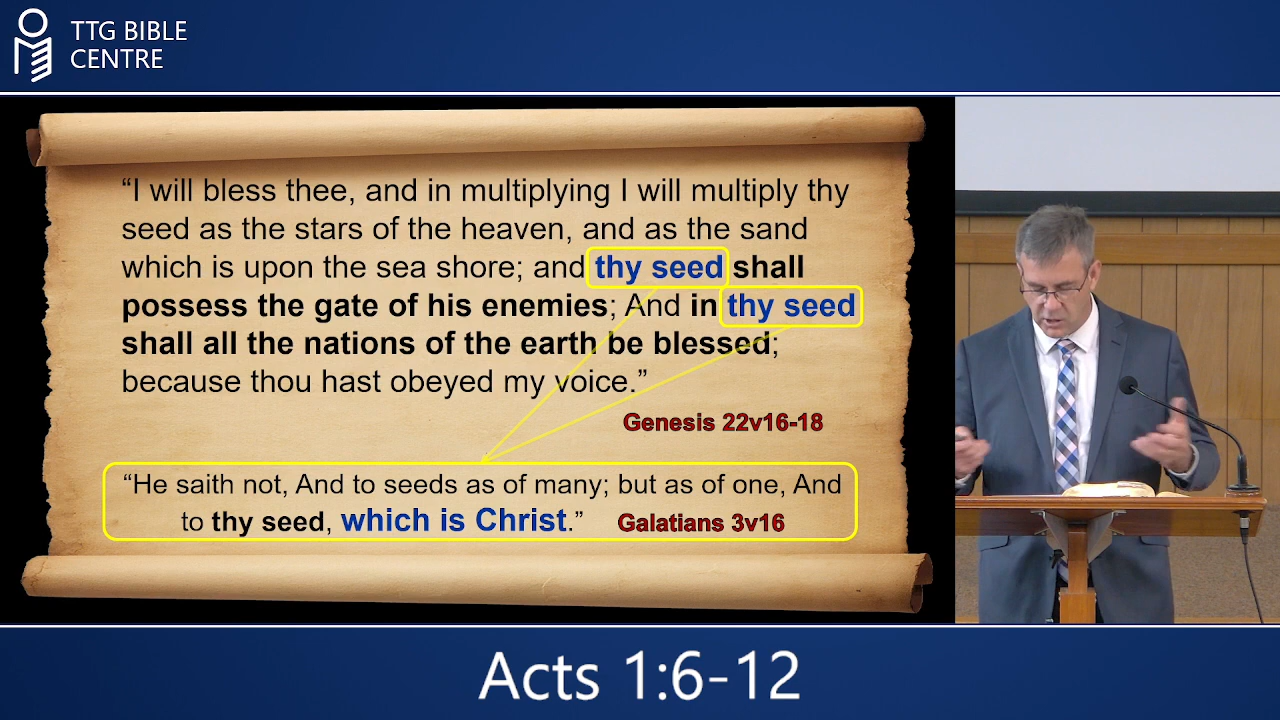 TTG BIBLE
CENTRE
“I will bless thee, and in multiplying I will multiply thy
seed as the stars of the heaven, and as the sand
which is upon the sea shore; and thy seed shall
possess the gate of his enemies; And in thy seed
shall all the nations of the earth be blessed;
because thou hast obeyed my voice.”
Genesis 22v16-18
“He saith not, And to seeds as of many; but as of one, And
to thy seed, which is Christ.” Galatians 3v16
Acts 1:6-12